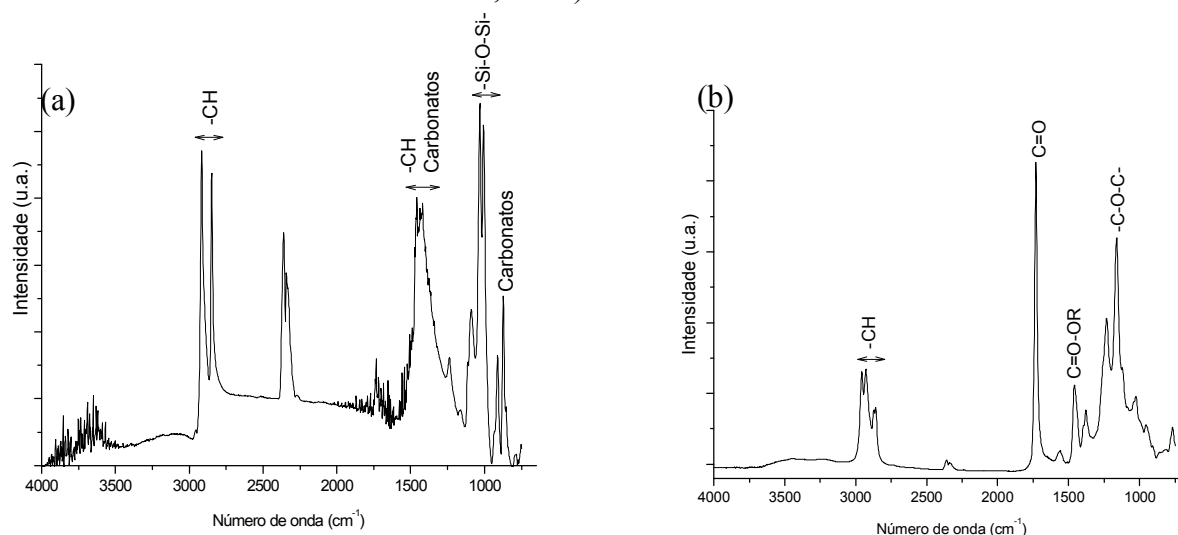 (a)
-CH
-CH
Carbonatos
-Si-O-Si-
Carbonatos
Intensidade (u.a.)
4000 3500 3000 2500 2000 1500 1000
Número de onda (cm-1)
(b)
-CH
C=O
C=O-OR
-C-O-C-
Intensidade (u.a.)
4000 3500 3000 2500 2000 1500 1000
Número de onda (cm-1)